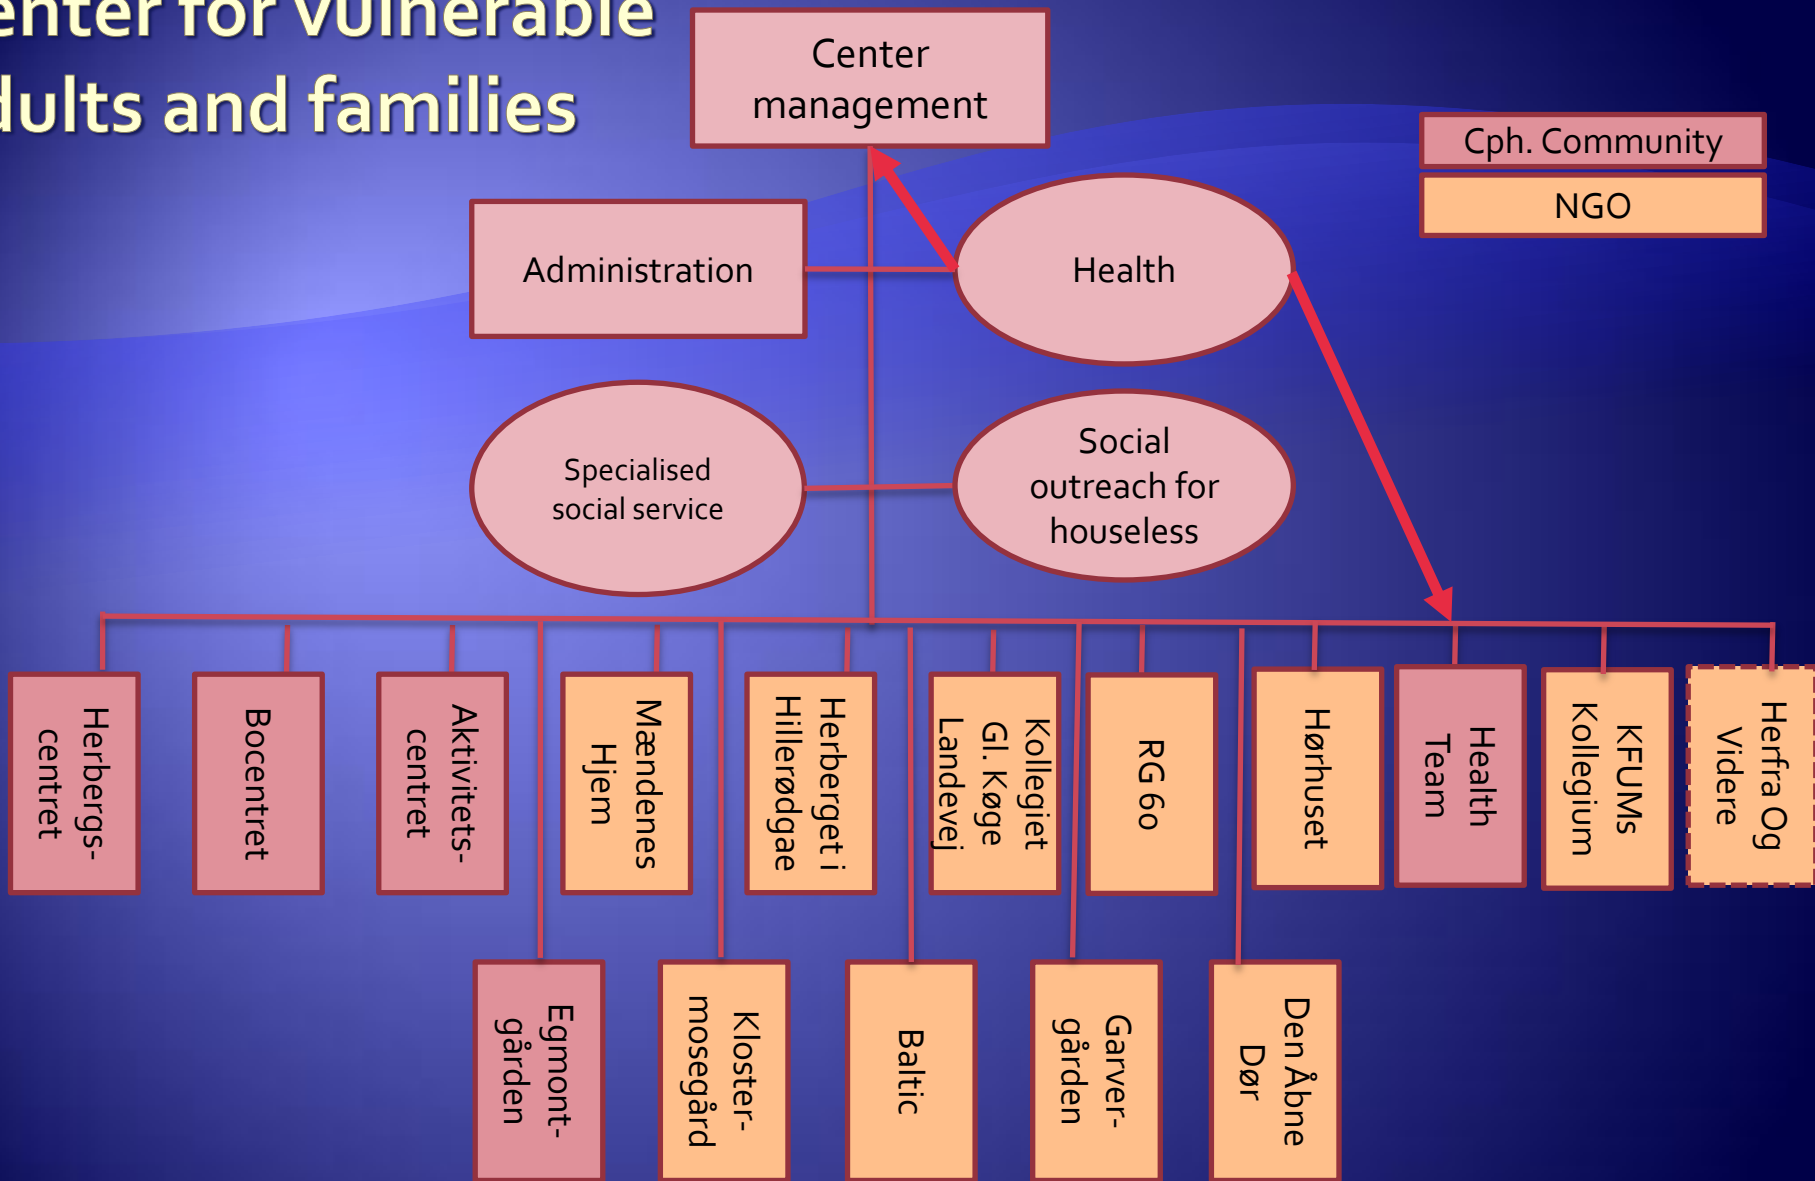 enter for vulnerable
dults and families
Center
management
Cph. Community
NGO
Administration
Health
Specialised
social service
Social
outreach for
houseless
Herbergs-
centret
Bocentret
Aktivitets-
centret
Mændenes
Hjem
Herberget i
Hillerødgae
Kollegiet
Gl. Køge
Landevej
RG 60
Hørhuset
Health
Team
KFUMs
Kollegium
Herfra Og
Videre
Egmont-
gården
Kloster-
mosegård
Baltic
Garver-
gården
Den Åbne
Dør